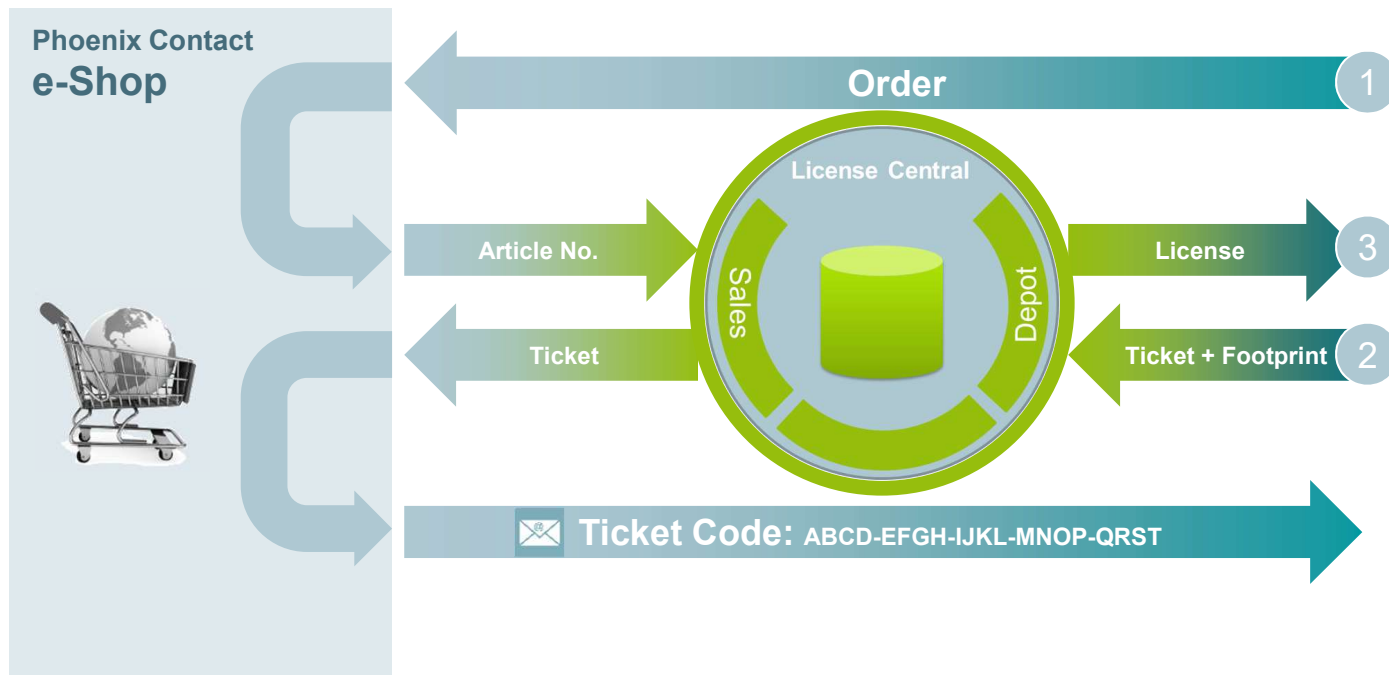 Phoenix Contact
e-Shop
Order
1
License Central
Article No.
Sales
Depot
License
3
Ticket
Ticket + Footprint
2
@
Ticket Code: ABCD-EFGH-IJKL-MNOP-QRST